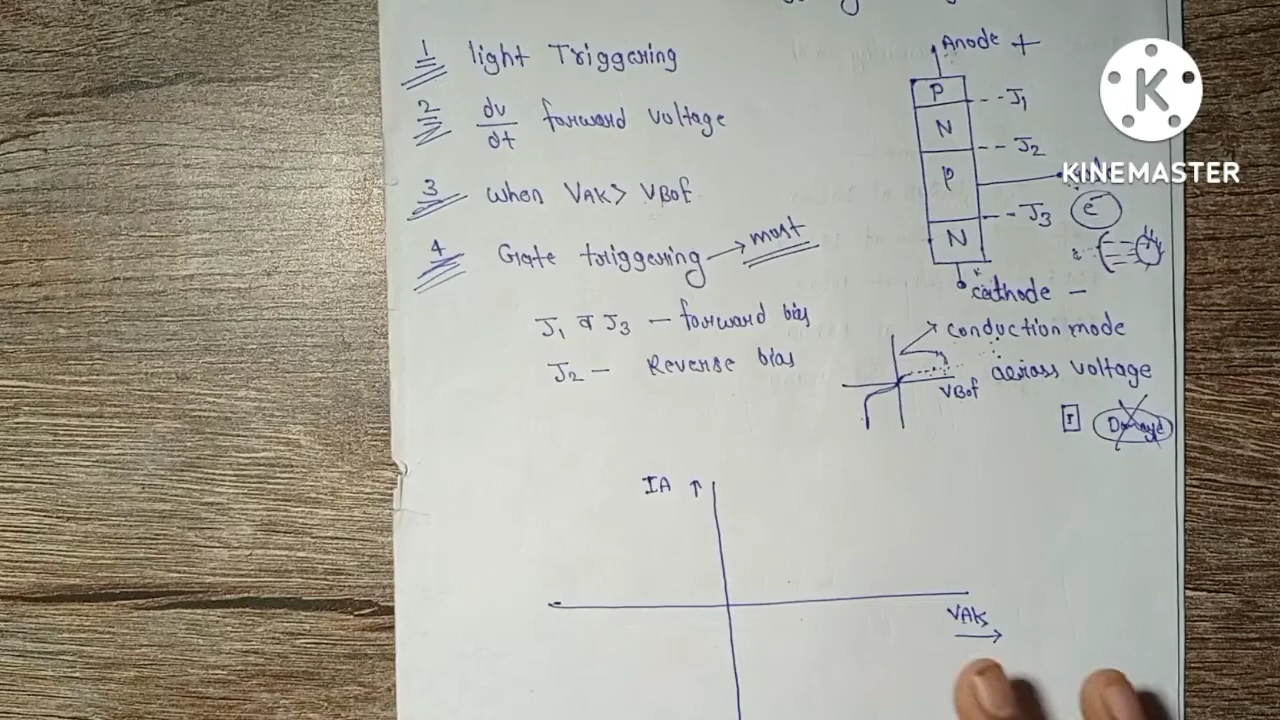 1 light Triggering
2 dv/dt forward voltage
3 when VAK > VBof
4 Gate triggering → most
J1 व J3 — forward bis
J2 — Reverse bias
Anode +
P
N
P
N
J1
J2
J3
e
cathode -
conduction mode
across voltage
VBof
I
IA ↑
VAK
→
K
KINEMASTER